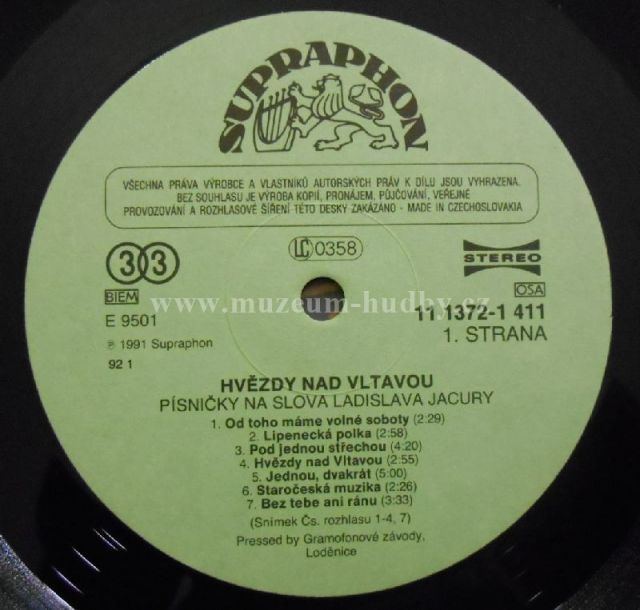 SUPRAPHON
VŠECHNA PRÁVA VÝROBCE A VLASTNÍKŮ AUTORSKÝCH PRÁV K DÍLU JSOU VYHRAZENA.
BEZ SOUHLASU JE VÝROBA KOPIÍ, PRONÁJEM, PŮJČOVÁNÍ, VEŘEJNÉ
PROVOZOVÁNÍ A ROZHLASOVÉ ŠÍŘENÍ TÉTO DESKY ZAKÁZÁNO - MADE IN CZECHOSLOVAKIA
33
LC 0358
STEREO
BIEM
OSA
www.muzeum-hudby.cz
E 9501
11 1372-1 411
1. STRANA
℗ 1991 Supraphon
92 1
HVĚZDY NAD VLTAVOU
PÍSNIČKY NA SLOVA LADISLAVA JACURY
1. Od toho máme volné soboty (2:29)
2. Lipenecká polka (2:58)
3. Pod jednou střechou (4:20)
4. Hvězdy nad Vltavou (2:55)
5. Jednou, dvakrát (5:00)
6. Staročeská muzika (2:26)
7. Bez tebe ani ránu (3:33)
(Snímek Čs. rozhlasu 1-4, 7)
Pressed by Gramofonové závody,
Loděnice